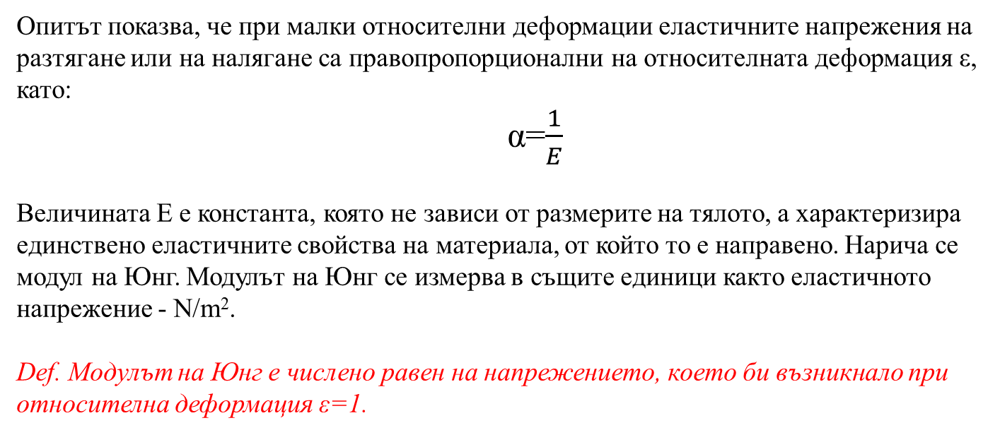 Опитът показва, че при малки относителни деформации еластичните напрежения на
разтягане или на налягане са правопропорционални на относителната деформация ε,
като:
α=1/E
Величината Е е константа, която не зависи от размерите на тялото, а характеризира
единствено еластичните свойства на материала, от който то е направено. Нарича се
модул на Юнг. Модулът на Юнг се измерва в същите единици както еластичното
напрежение - N/m².
Def. Модулът на Юнг е числено равен на напрежението, което би възникнало при
относителна деформация ε=1.